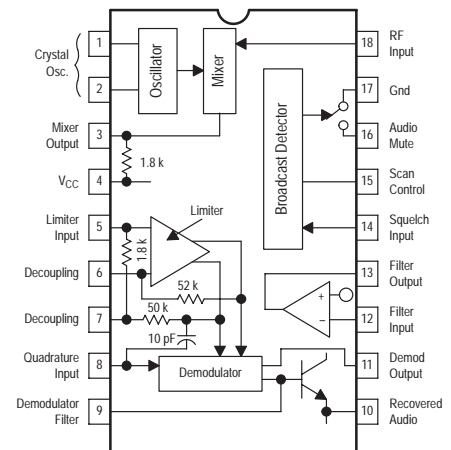 1
Crystal
Osc.
2
Oscillator
Mixer
18
RF
Input
17
Gnd
Mixer
Output
3
1.8 k
16
Audio
Mute
VCC
4
Broadcast Detector
15
Scan
Control
Limiter
Input
5
Limiter
14
Squelch
Input
1.8 k
Decoupling
6
52 k
13
Filter
Output
+
–
Decoupling
7
50 k
12
Filter
Input
10 pF
Quadrature
Input
8
Demodulator
11
Demod
Output
Demodulator
Filter
9
10
Recovered
Audio